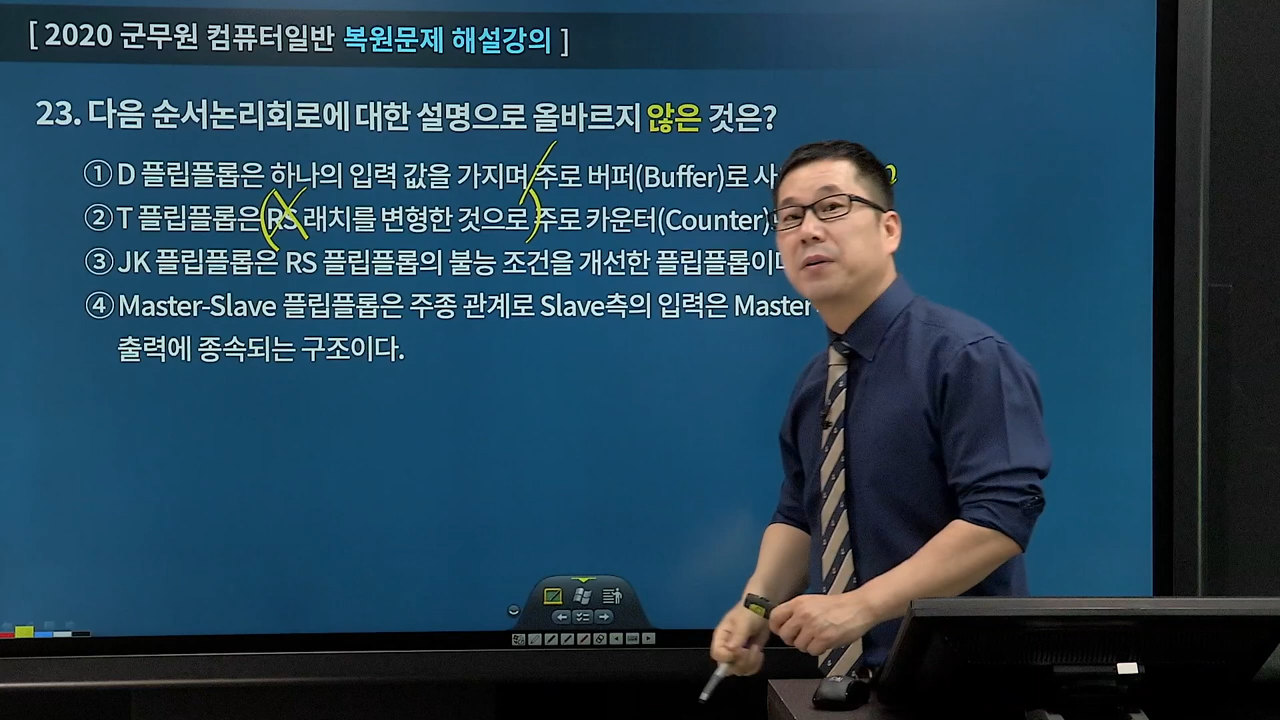 [ 2020 군무원 컴퓨터일반 복원문제 해설강의 ]
23. 다음 순서논리회로에 대한 설명으로 올바르지 않은 것은?
① D 플립플롭은 하나의 입력 값을 가지며 주로 버퍼(Buffer)로 사
② T 플립플롭은 RS 래치를 변형한 것으로 주로 카운터(Counter)
③ JK 플립플롭은 RS 플립플롭의 불능 조건을 개선한 플립플롭이
④ Master-Slave 플립플롭은 주종 관계로 Slave측의 입력은 Master
출력에 종속되는 구조이다.